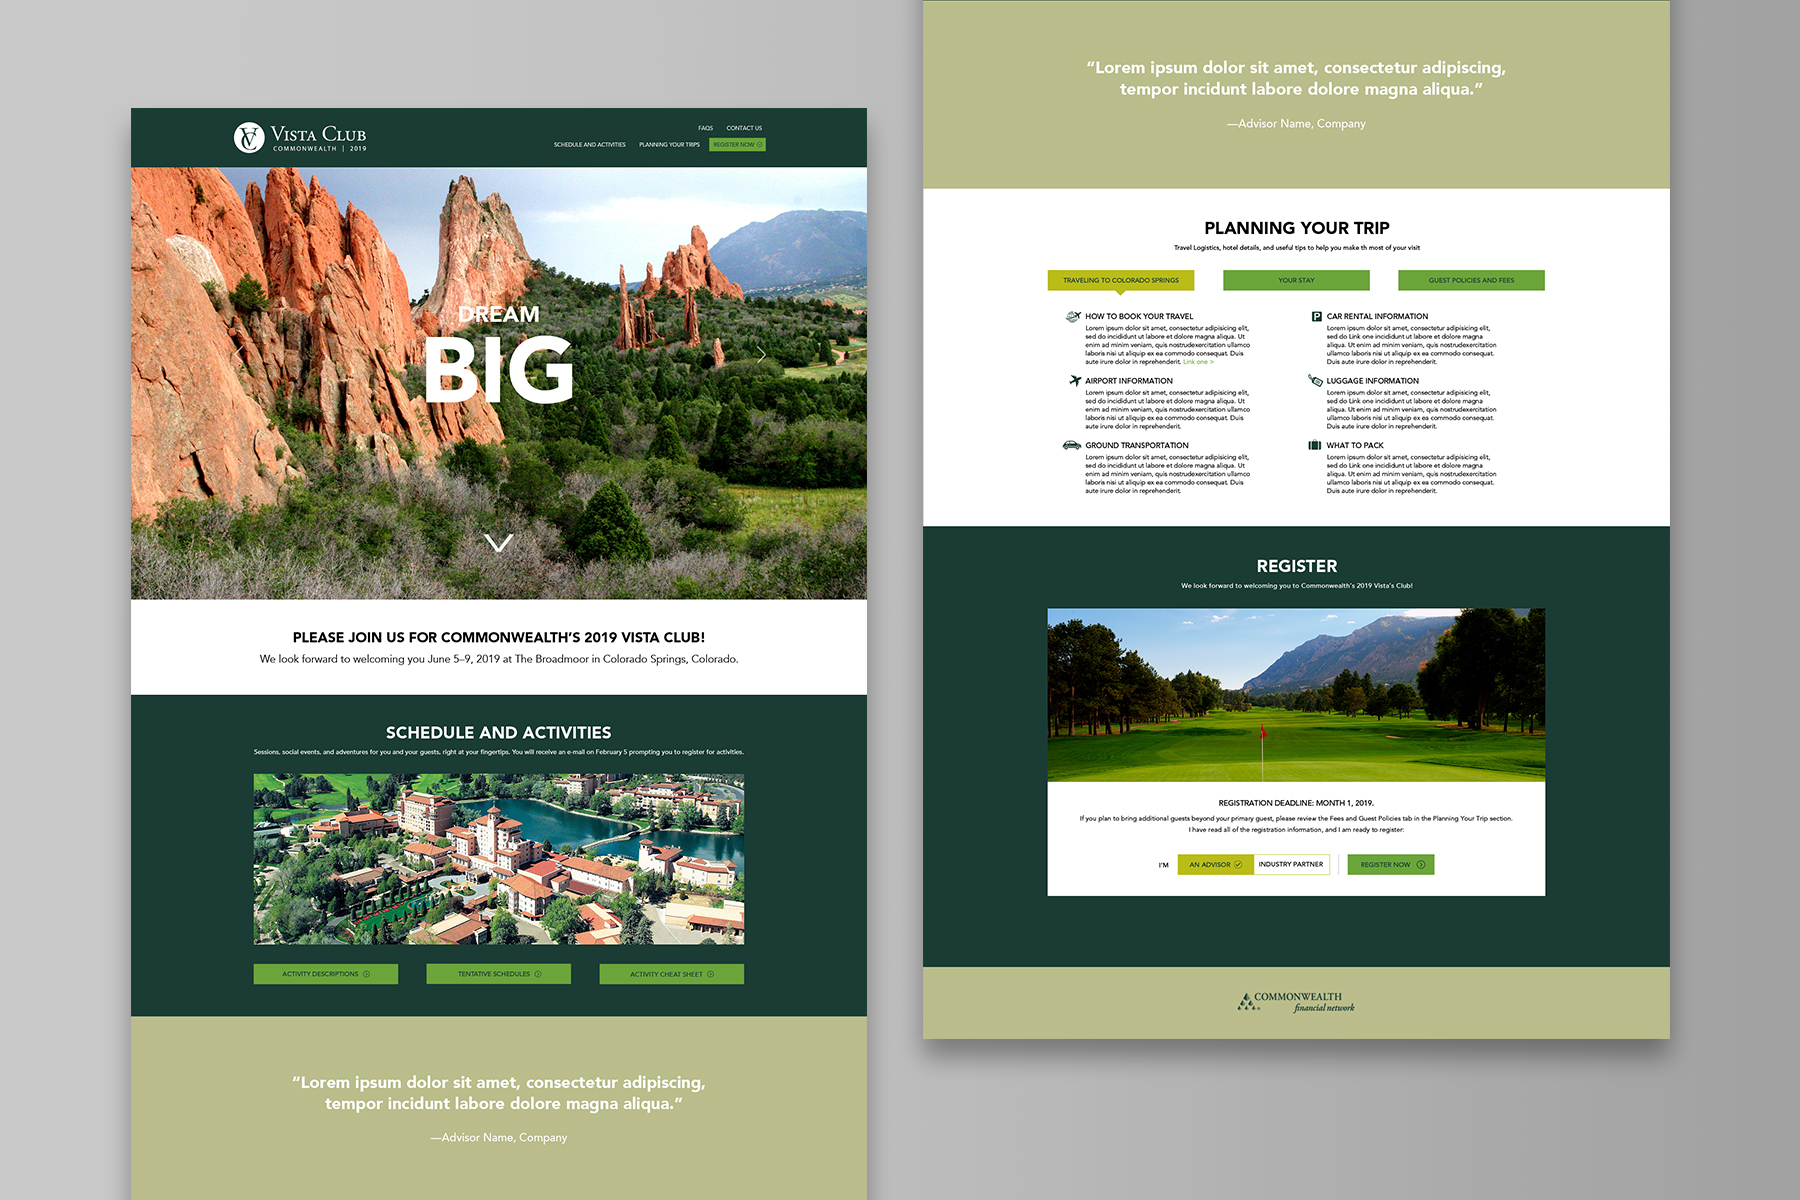 VC VISTA CLUB
COMMONWEALTH | 2019
FAQS CONTACT US
SCHEDULE AND ACTIVITIES PLANNING YOUR TRIPS REGISTER NOW
DREAM
BIG
PLEASE JOIN US FOR COMMONWEALTH’S 2019 VISTA CLUB!
We look forward to welcoming you June 5–9, 2019 at The Broadmoor in Colorado Springs, Colorado.
SCHEDULE AND ACTIVITIES
Sessions, social events, and adventures for you and your guests, right at your fingertips. You will receive an e-mail on February 5 prompting you to register for activities.
ACTIVITY DESCRIPTIONS TENTATIVE SCHEDULES ACTIVITY CHEAT SHEET
“Lorem ipsum dolor sit amet, consectetur adipiscing,
tempor incidunt labore dolore magna aliqua.”
—Advisor Name, Company
“Lorem ipsum dolor sit amet, consectetur adipiscing,
tempor incidunt labore dolore magna aliqua.”
—Advisor Name, Company
PLANNING YOUR TRIP
Travel Logistics, hotel details, and useful tips to help you make th most of your visit
TRAVELING TO COLORADO SPRINGS YOUR STAY GUEST POLICIES AND FEES
HOW TO BOOK YOUR TRAVEL
Lorem ipsum dolor sit amet, consectetur adipisicing elit,
sed do incididunt ut labore et dolore magna aliqua. Ut
enim ad minim veniam, quis nostrudexercitation ullamco
laboris nisi ut aliquip ex ea commodo consequat. Duis
aute irure dolor in reprehenderit. Link one >
AIRPORT INFORMATION
Lorem ipsum dolor sit amet, consectetur adipisicing elit,
sed do incididunt ut labore et dolore magna aliqua. Ut
enim ad minim veniam, quis nostrudexercitation ullamco
laboris nisi ut aliquip ex ea commodo consequat. Duis
aute irure dolor in reprehenderit.
GROUND TRANSPORTATION
Lorem ipsum dolor sit amet, consectetur adipisicing elit,
sed do incididunt ut labore et dolore magna aliqua. Ut
enim ad minim veniam, quis nostrudexercitation ullamco
laboris nisi ut aliquip ex ea commodo consequat. Duis
aute irure dolor in reprehenderit.
P CAR RENTAL INFORMATION
Lorem ipsum dolor sit amet, consectetur adipisicing elit,
sed do Link one incididunt ut labore et dolore magna
aliqua. Ut enim ad minim veniam, quis nostrudexercitation
ullamco laboris nisi ut aliquip ex ea commodo consequat.
Duis aute irure dolor in reprehenderit.
LUGGAGE INFORMATION
Lorem ipsum dolor sit amet, consectetur adipisicing elit,
sed do Link one incididunt ut labore et dolore magna
aliqua. Ut enim ad minim veniam, quis nostrudexercitation
ullamco laboris nisi ut aliquip ex ea commodo consequat.
Duis aute irure dolor in reprehenderit.
WHAT TO PACK
Lorem ipsum dolor sit amet, consectetur adipisicing elit,
sed do Link one incididunt ut labore et dolore magna
aliqua. Ut enim ad minim veniam, quis nostrudexercitation
ullamco laboris nisi ut aliquip ex ea commodo consequat.
Duis aute irure dolor in reprehenderit.
REGISTER
We look forward to welcoming you to Commonwealth’s 2019 Vista’s Club!
REGISTRATION DEADLINE: MONTH 1, 2019.
If you plan to bring additional guests beyond your primary guest, please review the Fees and Guest Policies tab in the Planning Your Trip section.
I have read all of the registration information, and I am ready to register:
I’M AN ADVISOR INDUSTRY PARTNER REGISTER NOW
COMMONWEALTH
financial network